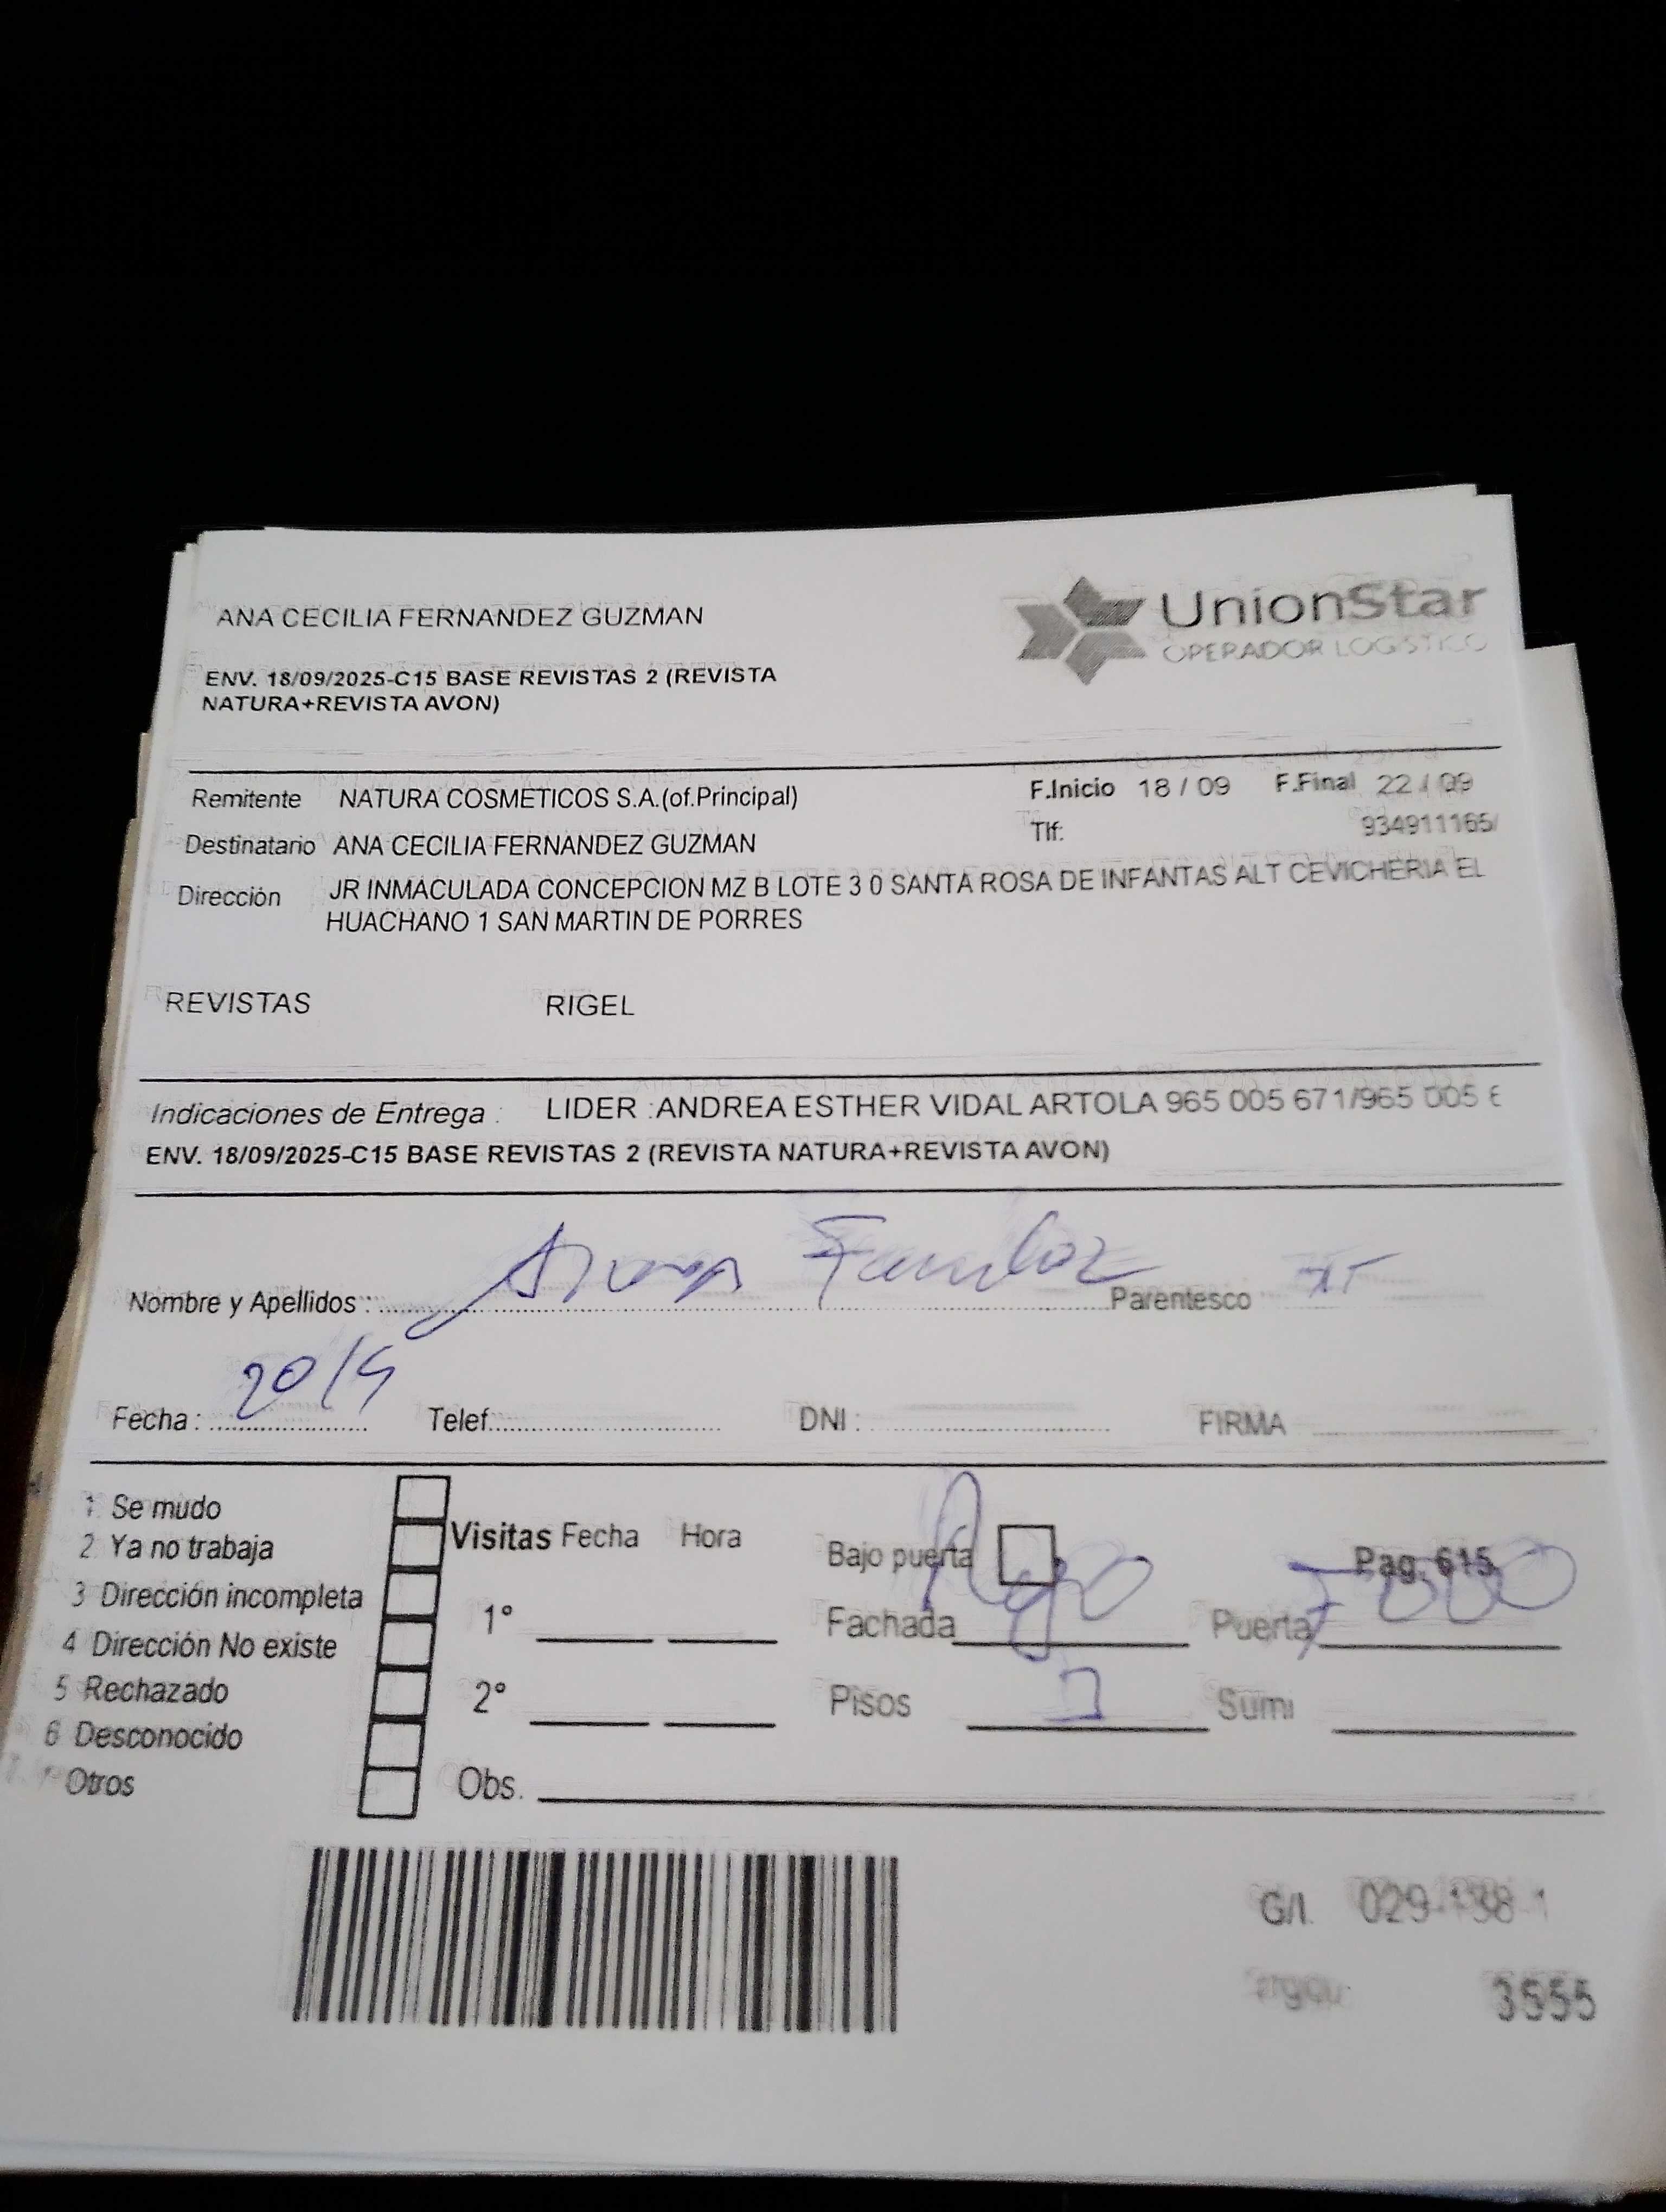 ANA CECILIA FERNANDEZ GUZMAN
UnionStar
OPERADOR LOGISTICO
ENV. 18/09/2025-C15 BASE REVISTAS 2 (REVISTA
NATURA+REVISTA AVON)
Remitente NATURA COSMETICOS S.A.(of.Principal) F.Inicio 18 / 09 F.Final 22 / 09
Destinatario ANA CECILIA FERNANDEZ GUZMAN Tlf: 934911165/
Dirección JR INMACULADA CONCEPCION MZ B LOTE 3 0 SANTA ROSA DE INFANTAS ALT CEVICHERIA EL
HUACHANO 1 SAN MARTIN DE PORRES
REVISTAS RIGEL
Indicaciones de Entrega : LIDER :ANDREA ESTHER VIDAL ARTOLA 965 005 671/965 005 6
ENV. 18/09/2025-C15 BASE REVISTAS 2 (REVISTA NATURA+REVISTA AVON)
Nombre y Apellidos : Parentesco
Fecha : 20/9 Telef. DNI : FIRMA
1 Se mudo
2 Ya no trabaja
3 Dirección incompleta
4 Dirección No existe
5 Rechazado
6 Desconocido
Otros
Visitas Fecha Hora
1°
2°
Obs.
Bajo puerta Pag. 615
Fachada Puerta
Pisos 1 Sumi
G/I. 029-138-1
3555